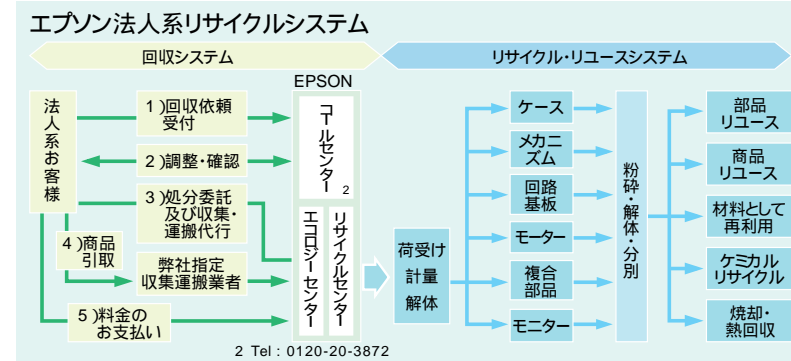 エプソン法人系リサイクルシステム
回収システム
リサイクル・リユースシステム
EPSON
法人系お客様
1)回収依頼
受付
2)調整・確認
3)処分委託
及び収集・
運搬代行
4)商品
引取
弊社指定
収集運搬業者
5)料金の
お支払い
コールセンター
2
エコロジーセンター
リサイクルセンター
2 Tel : 0120-20-3872
荷受け
計量
解体
ケース
メカニ
ズム
回路
基板
モーター
複合
部品
モニター
粉砕・解体・分別
部品
リユース
商品
リユース
材料として
再利用
ケミカル
リサイクル
焼却・
熱回収